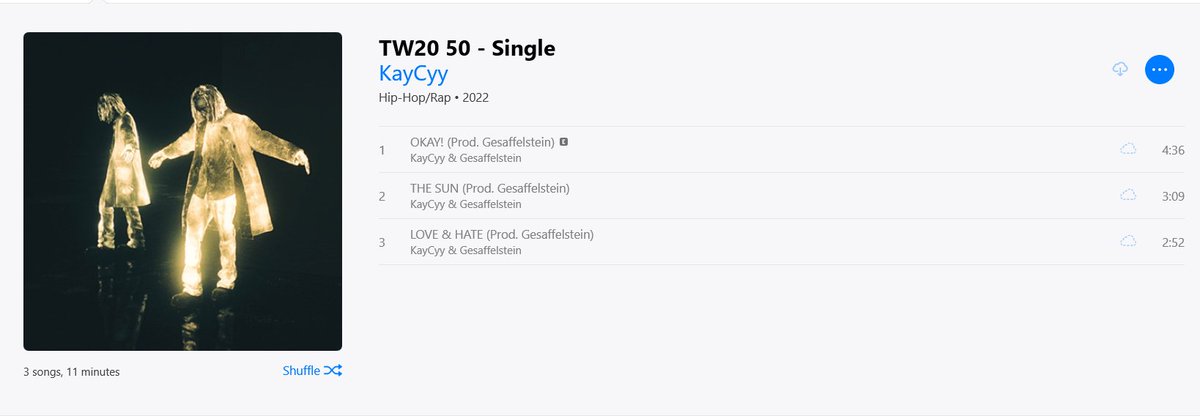 TW20 50 - Single
KayCyy
Hip-Hop/Rap • 2022
1 OKAY! (Prod. Gesaffelstein) E 4:36
KayCyy & Gesaffelstein
2 THE SUN (Prod. Gesaffelstein) 3:09
KayCyy & Gesaffelstein
3 LOVE & HATE (Prod. Gesaffelstein) 2:52
KayCyy & Gesaffelstein
3 songs, 11 minutes
Shuffle